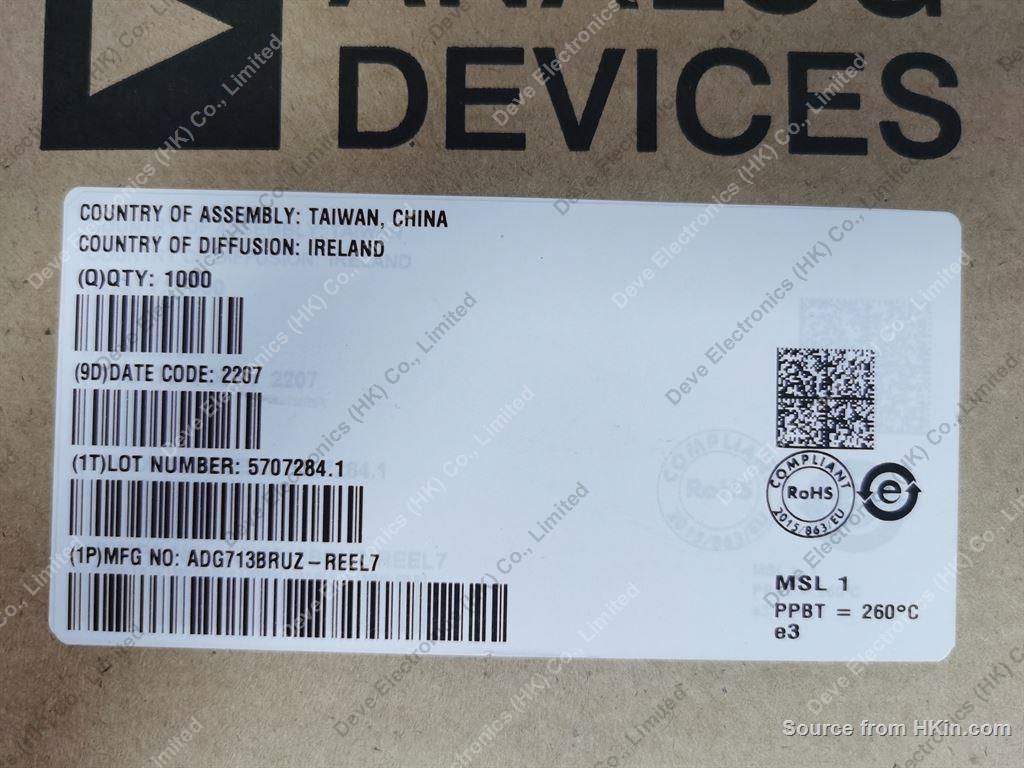 ANALOG
DEVICES
COUNTRY OF ASSEMBLY: TAIWAN, CHINA
COUNTRY OF DIFFUSION: IRELAND
(Q)QTY: 1000
(9D)DATE CODE: 2207
(1T)LOT NUMBER: 5707284.1
(1P)MFG NO: ADG713BRUZ-REEL7
COMPLIANT
RoHS
2015/863/EU
e
MSL 1
PPBT = 260°C
e3
Deve Electronics (HK) Co., Limited
Source from HKin.com